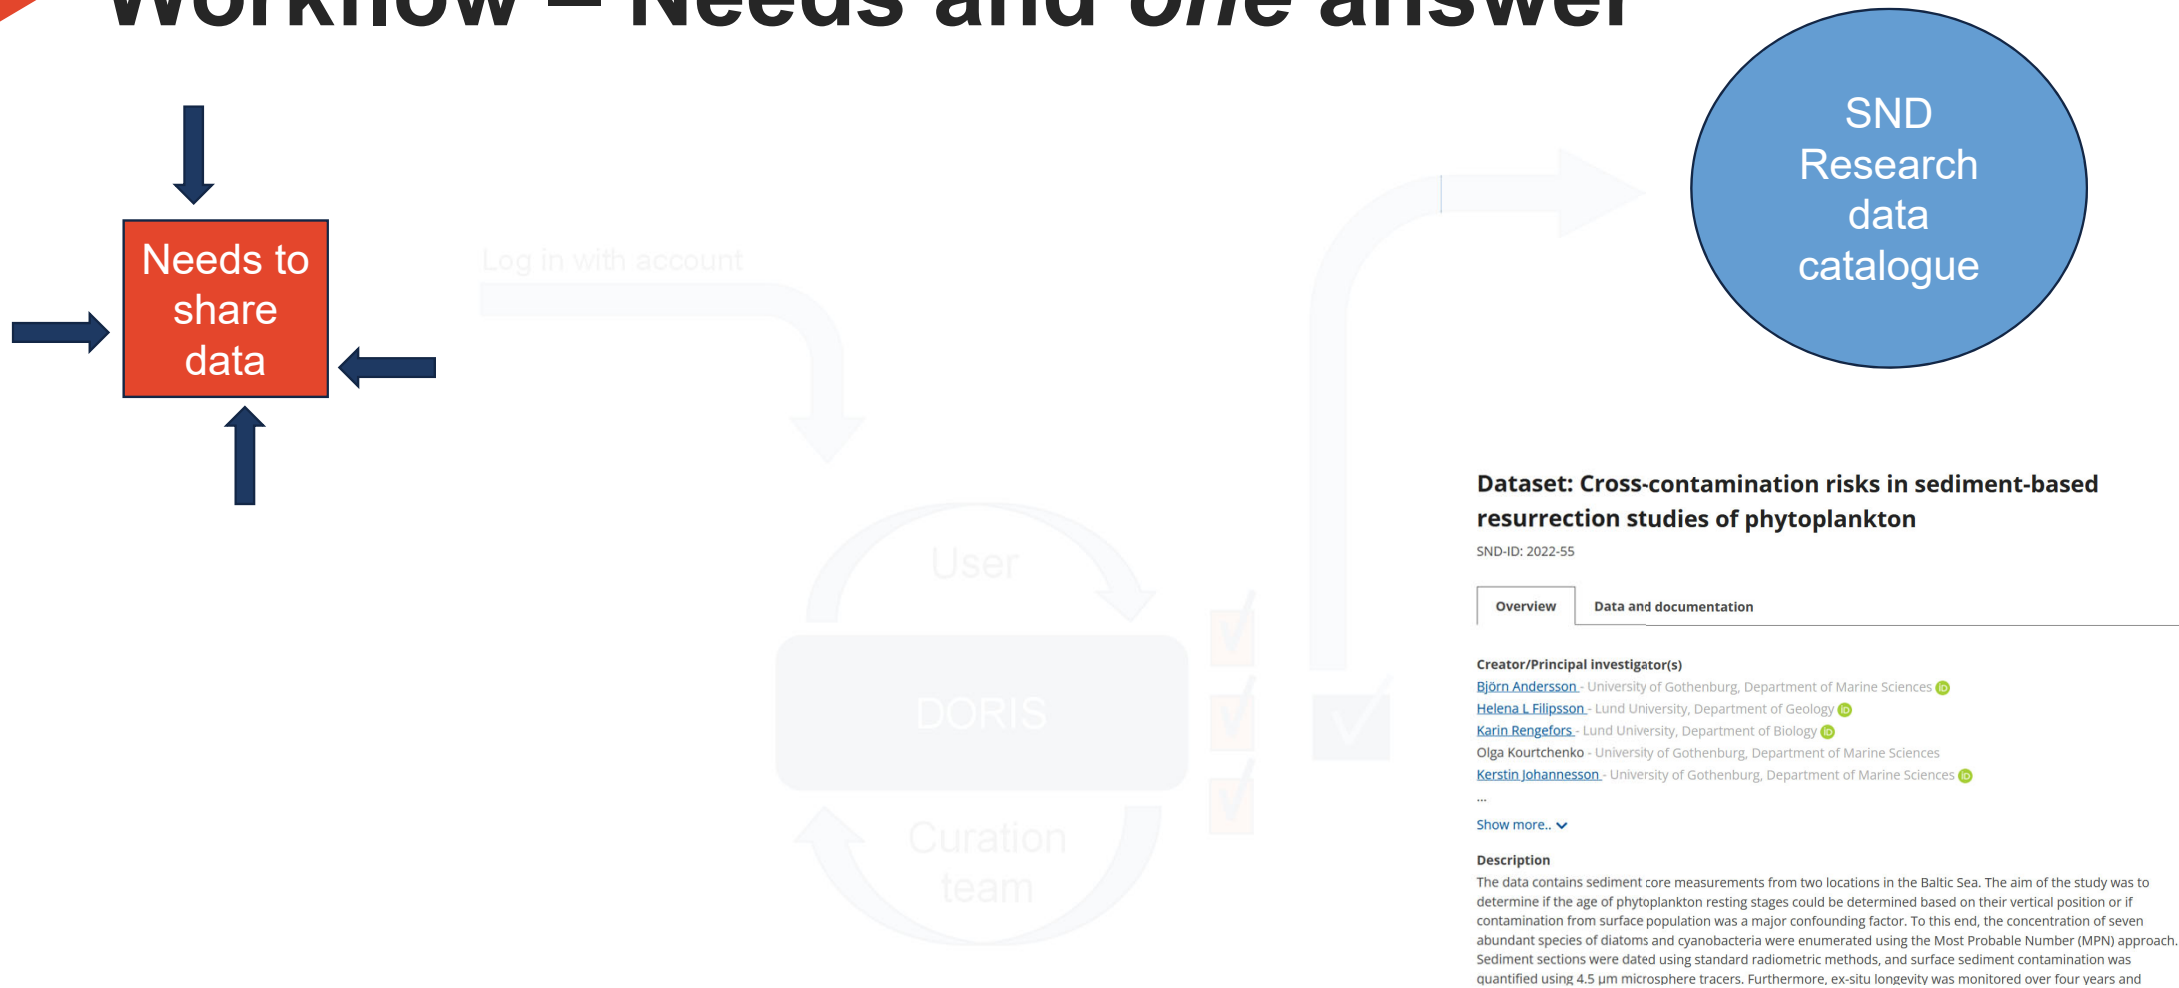 Workflow – Needs and one answer
SND
Research
data
catalogue
Needs to
share
data
Log in with account
User
DORIS
Curation
team
Dataset: Cross-contamination risks in sediment-based
resurrection studies of phytoplankton
SND-ID: 2022-55
Overview Data and documentation
Creator/Principal investigator(s)
Björn Andersson - University of Gothenburg, Department of Marine Sciences iD
Helena L Filipsson - Lund University, Department of Geology iD
Karin Rengefors - Lund University, Department of Biology iD
Olga Kourtchenko - University of Gothenburg, Department of Marine Sciences
Kerstin Johannesson - University of Gothenburg, Department of Marine Sciences iD
...
Show more..
Description
The data contains sediment core measurements from two locations in the Baltic Sea. The aim of the study was to
determine if the age of phytoplankton resting stages could be determined based on their vertical position or if
contamination from surface population was a major confounding factor. To this end, the concentration of seven
abundant species of diatoms and cyanobacteria were enumerated using the Most Probable Number (MPN) approach.
Sediment sections were dated using standard radiometric methods, and surface sediment contamination was
quantified using 4.5 µm microsphere tracers. Furthermore, ex-situ longevity was monitored over four years and